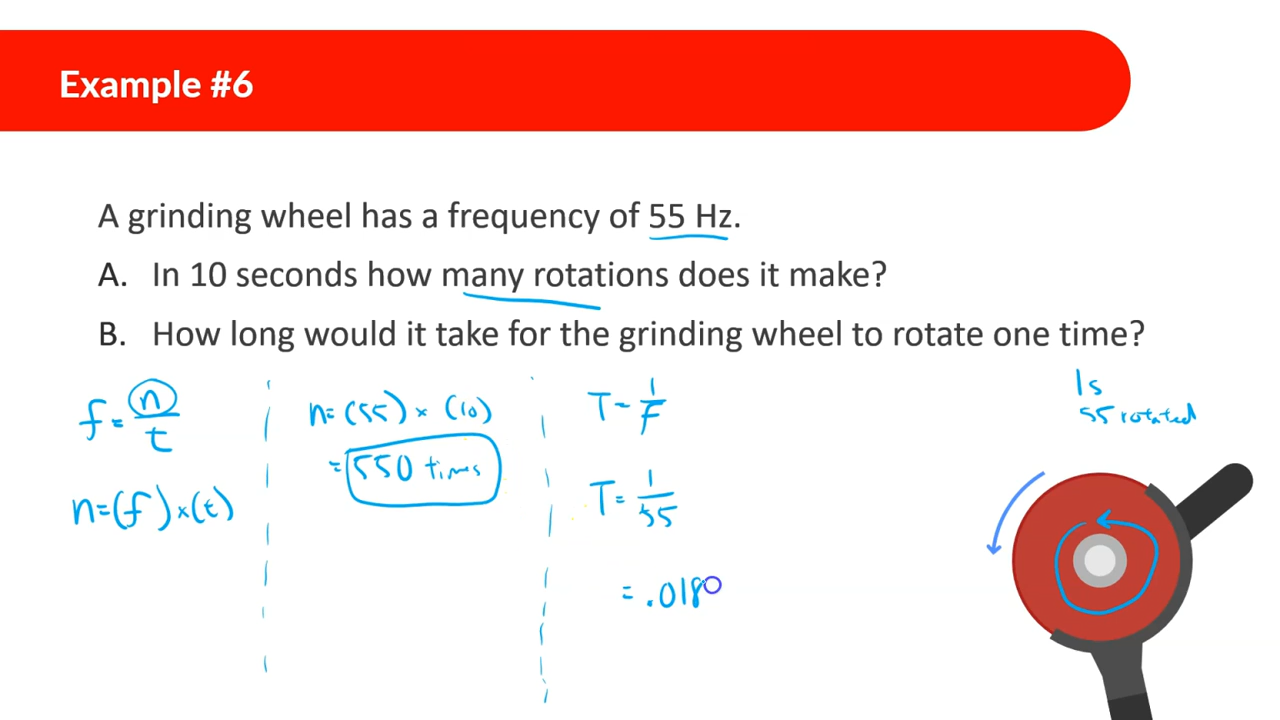 Example #6
A grinding wheel has a frequency of 55 Hz.
A. In 10 seconds how many rotations does it make?
B. How long would it take for the grinding wheel to rotate one time?
f = n/t
n=(f)×(t)
n=(55)×(10)
=550 times
T=1/F
T=1/55
=.018
1s
55 rotated